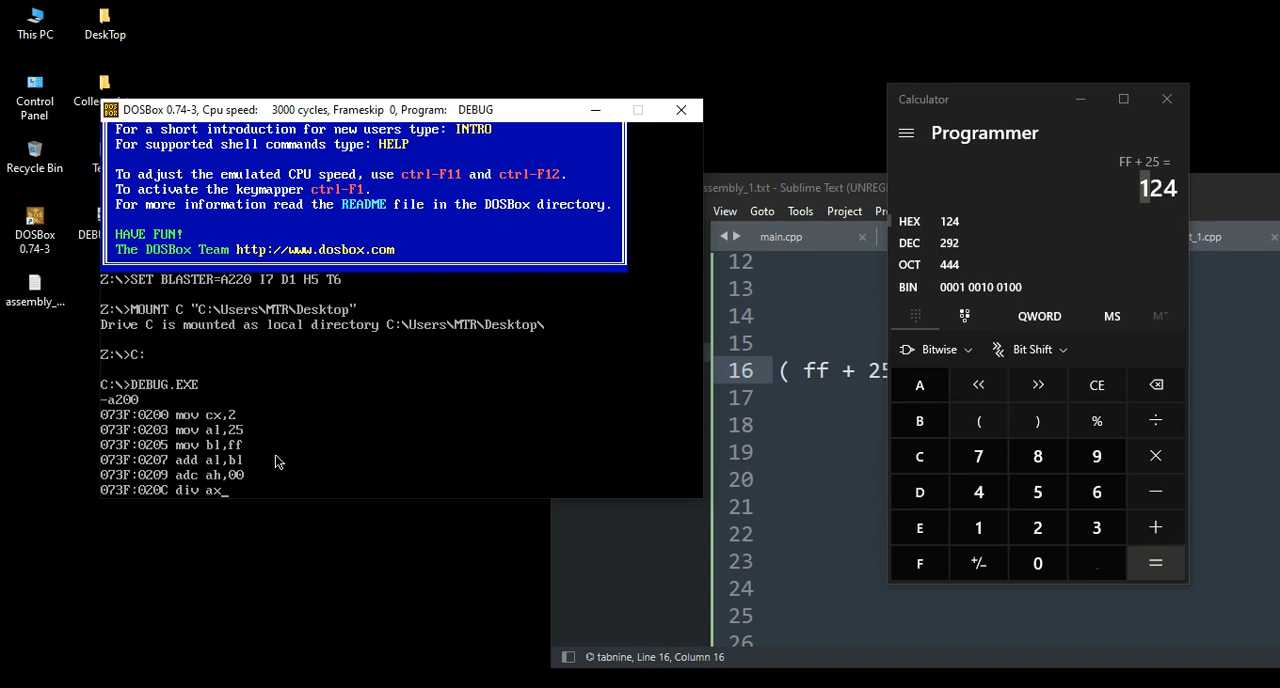 This PC
DeskTop
Control
Panel
Recycle Bin
DOSBox
0.74-3
assembly_...
DOSBox 0.74-3, Cpu speed: 3000 cycles, Frameskip 0, Program: DEBUG
For a short introduction for new users type: INTRO
For supported shell commands type: HELP
To adjust the emulated CPU speed, use ctrl-F11 and ctrl-F12.
To activate the keymapper ctrl-F1.
For more information read the README file in the DOSBox directory.
HAVE FUN!
The DOSBox Team http://www.dosbox.com
Z:\>SET BLASTER=A220 I7 D1 H5 T6
Z:\>MOUNT C "C:\Users\MTR\Desktop"
Drive C is mounted as local directory C:\Users\MTR\Desktop\
Z:\>C:
C:\>DEBUG.EXE
-a200
073F:0200 mov cx,2
073F:0203 mov al,25
073F:0205 mov bl,ff
073F:0207 add al,bl
073F:0209 adc ah,00
073F:020C div ax_
ssembly_1.txt - Sublime Text (UNREG
View Goto Tools Project Pr
main.cpp
t_1.cpp
12
13
14
15
16 ( ff + 25
17
18
19
20
21
22
23
24
25
26
tabnine, Line 16, Column 16
Calculator
Programmer
FF + 25 =
124
HEX 124
DEC 292
OCT 444
BIN 0001 0010 0100
QWORD MS M
Bitwise Bit Shift
A << >> CE
B ( ) % ÷
C 7 8 9 ×
D 4 5 6 −
E 1 2 3 +
F +/− 0 . =